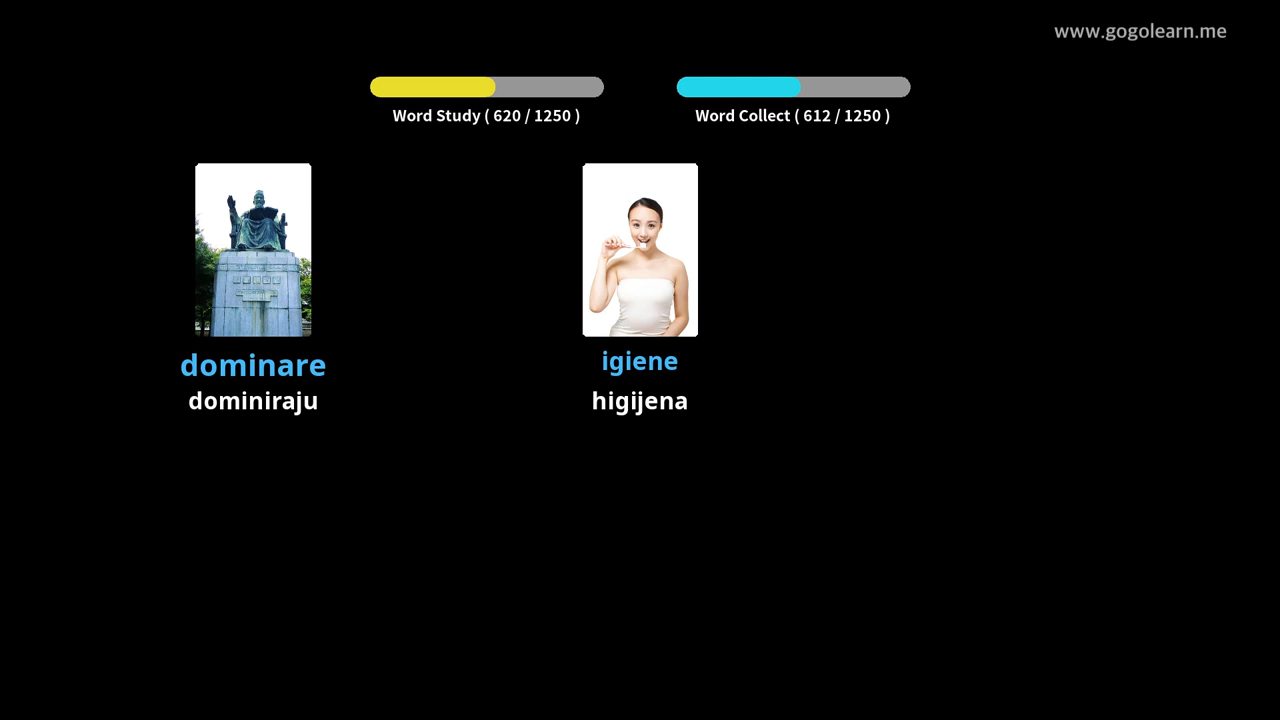 www.gogolearn.me
Word Study ( 620 / 1250 )
Word Collect ( 612 / 1250 )
dominare
dominiraju
igiene
higijena